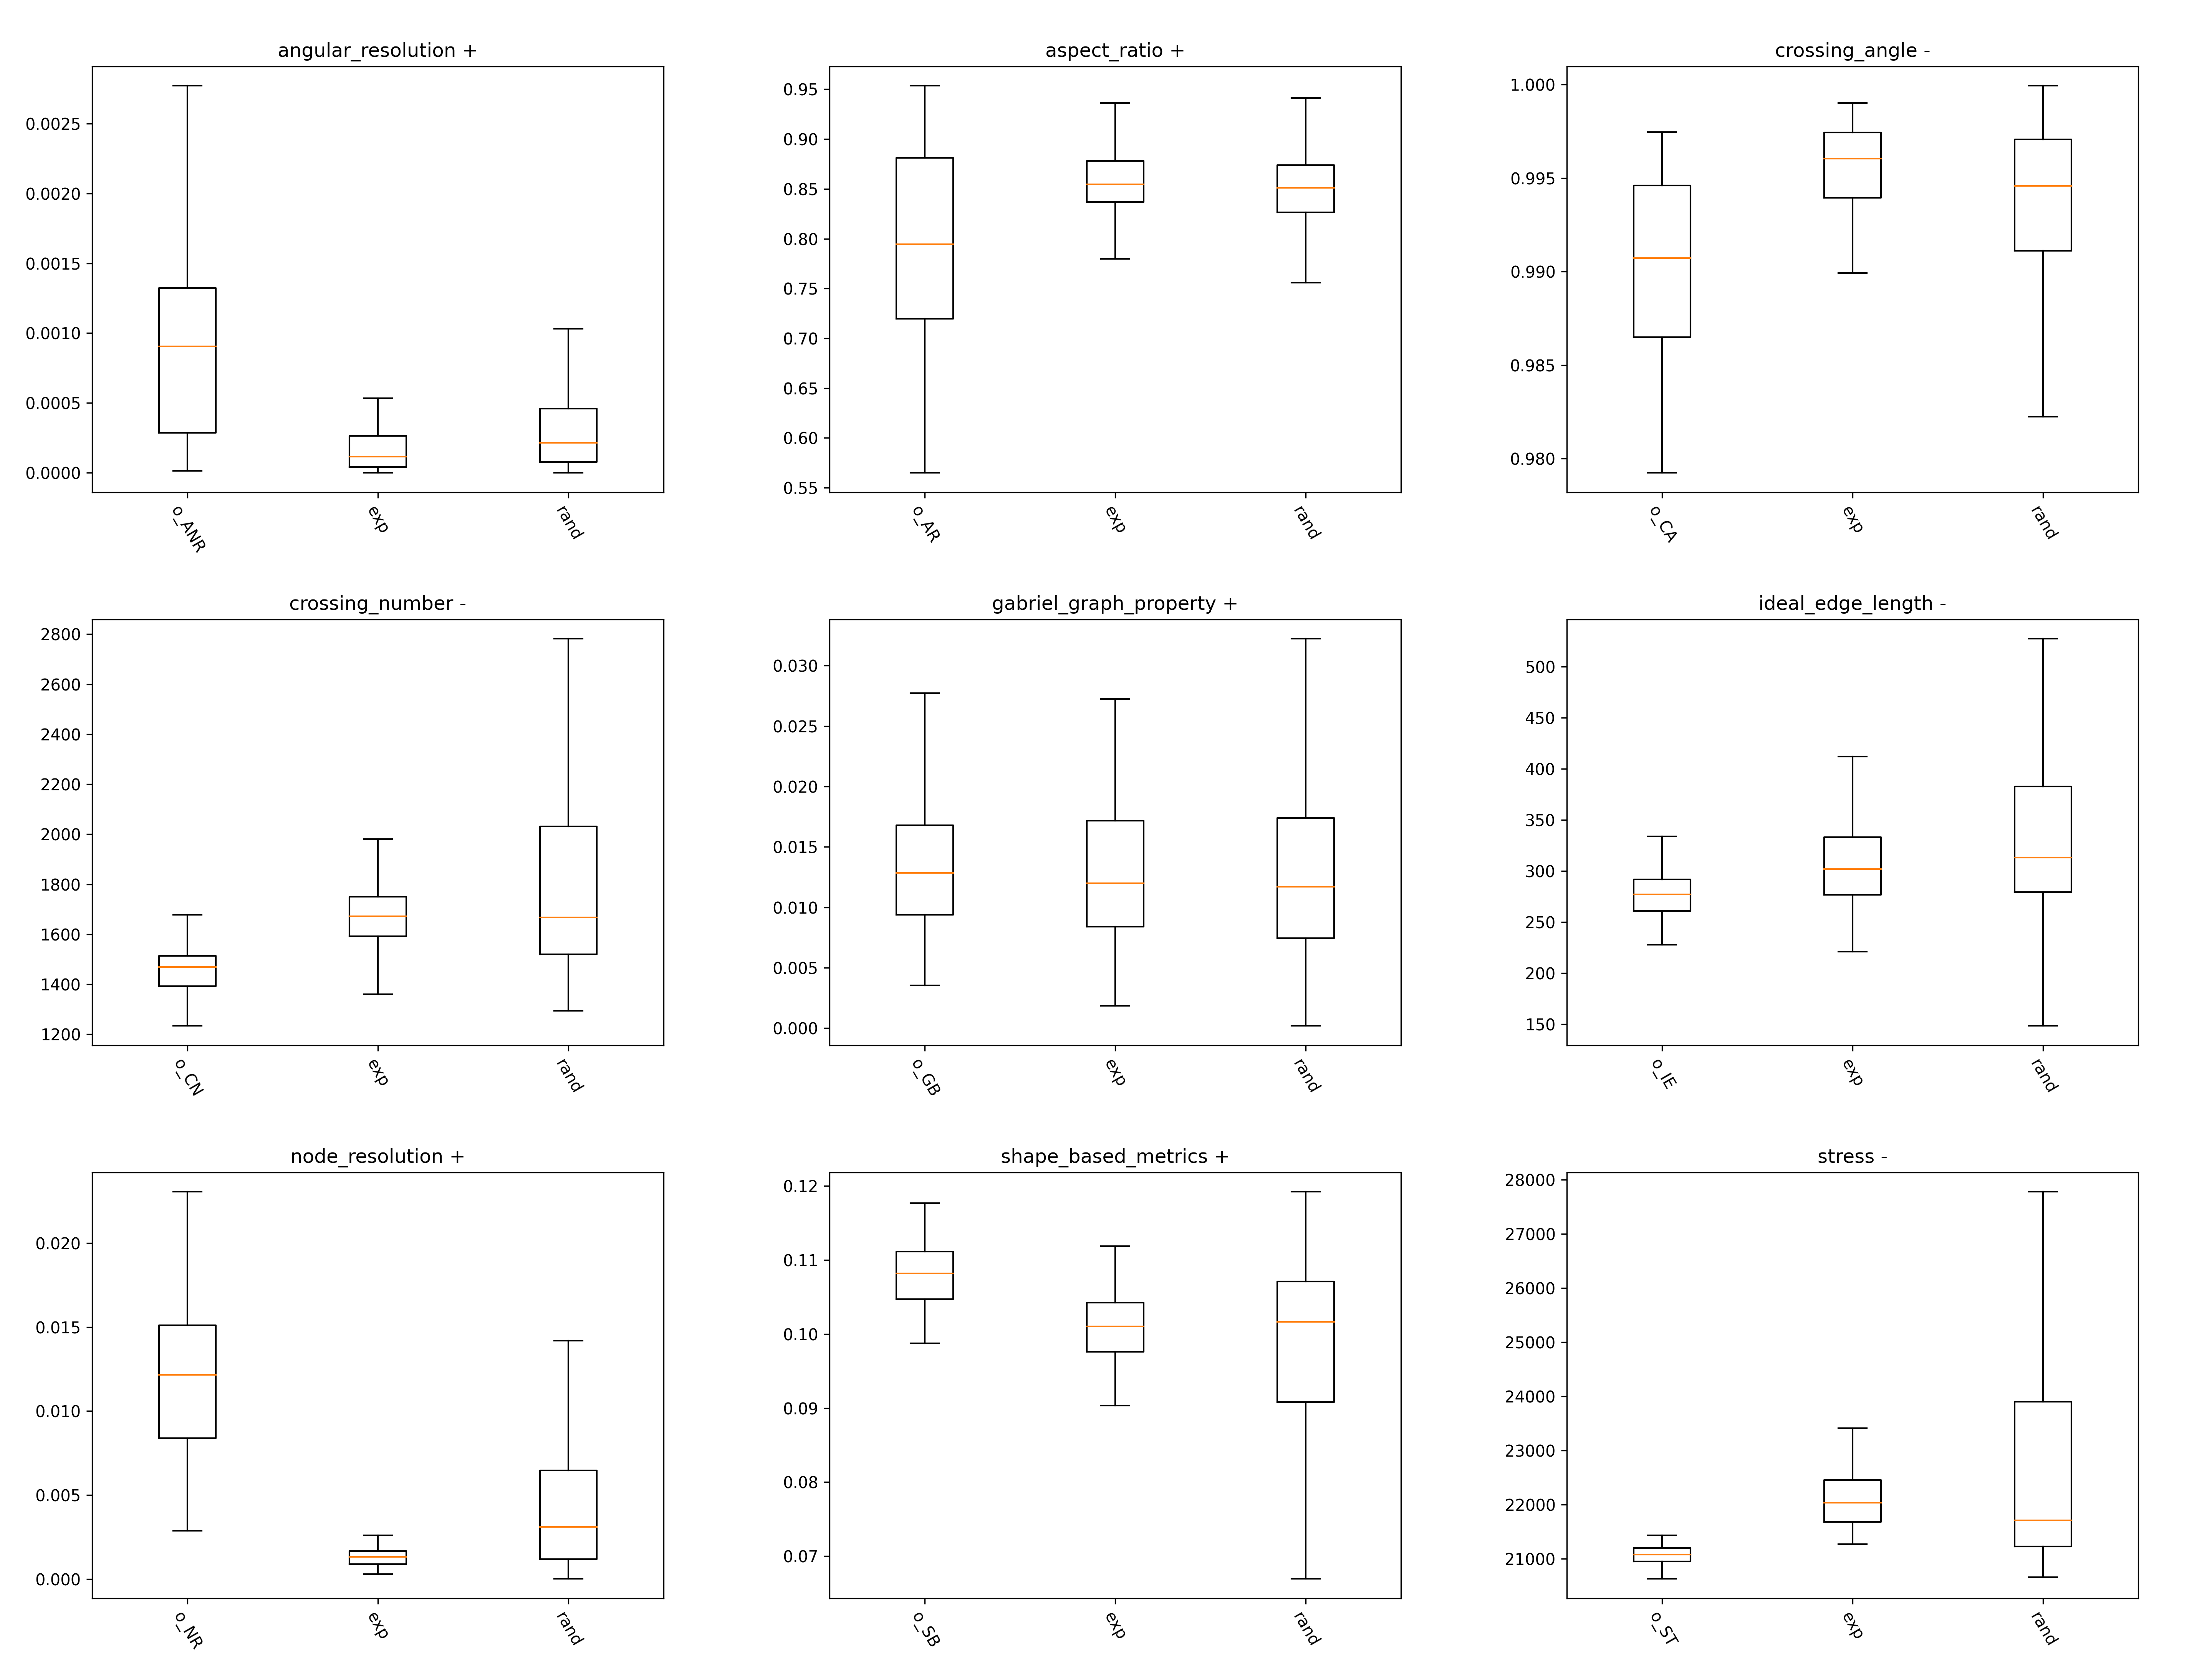 angular_resolution +
0.0025
0.0020
0.0015
0.0010
0.0005
0.0000
o_ANR
exp
rand
aspect_ratio +
0.95
0.90
0.85
0.80
0.75
0.70
0.65
0.60
0.55
o_AR
exp
rand
crossing_angle -
1.000
0.995
0.990
0.985
0.980
o_CA
exp
rand
crossing_number -
2800
2600
2400
2200
2000
1800
1600
1400
1200
o_CN
exp
rand
gabriel_graph_property +
0.030
0.025
0.020
0.015
0.010
0.005
0.000
o_GB
exp
rand
ideal_edge_length -
500
450
400
350
300
250
200
150
o_IE
exp
rand
node_resolution +
0.020
0.015
0.010
0.005
0.000
o_NR
exp
rand
shape_based_metrics +
0.12
0.11
0.10
0.09
0.08
0.07
o_SB
exp
rand
stress -
28000
27000
26000
25000
24000
23000
22000
21000
o_ST
exp
rand